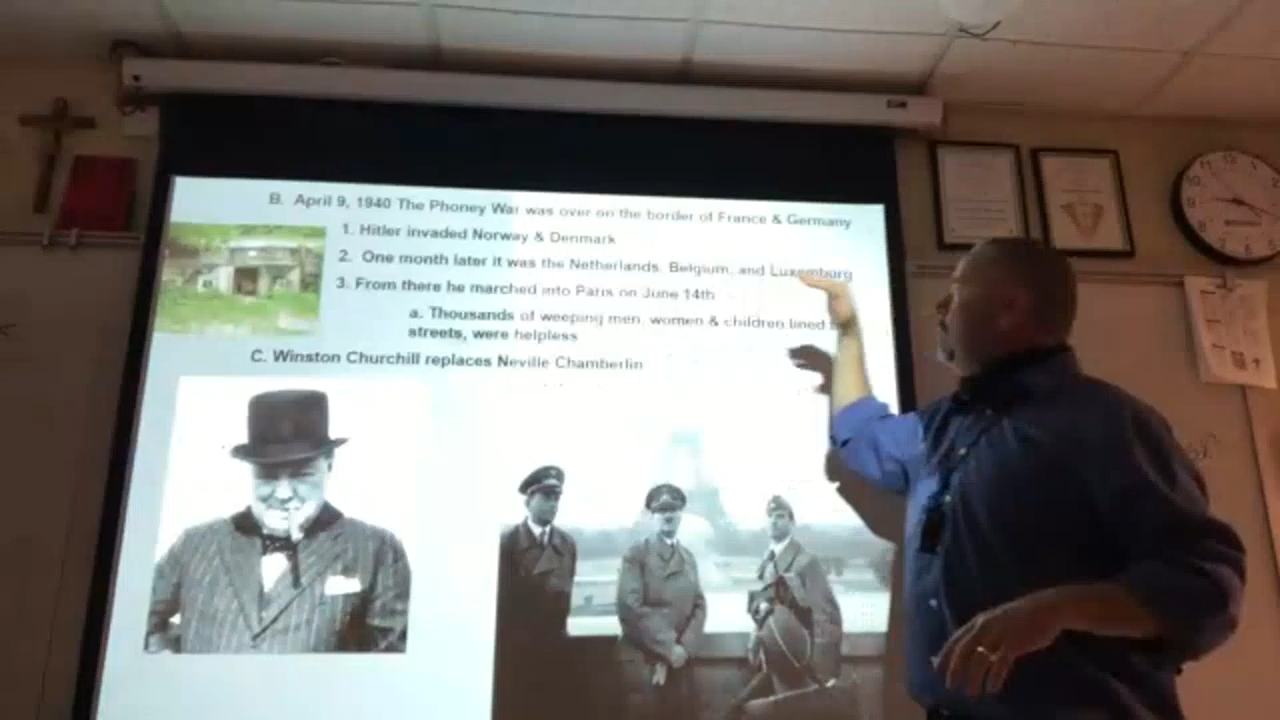 B. April 9, 1940 The Phoney War was over on the border of France & Germany
1. Hitler invaded Norway & Denmark
2. One month later it was the Netherlands, Belgium, and Luxemburg
3. From there he marched into Paris on June 14th
a. Thousands of weeping men, women & children lined
streets, were helpless
C. Winston Churchill replaces Neville Chamberlin